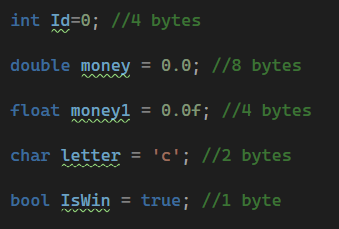 int Id=0; //4 bytes
double money = 0.0; //8 bytes
float money1 = 0.0f; //4 bytes
char letter = 'c'; //2 bytes
bool IsWin = true; //1 byte